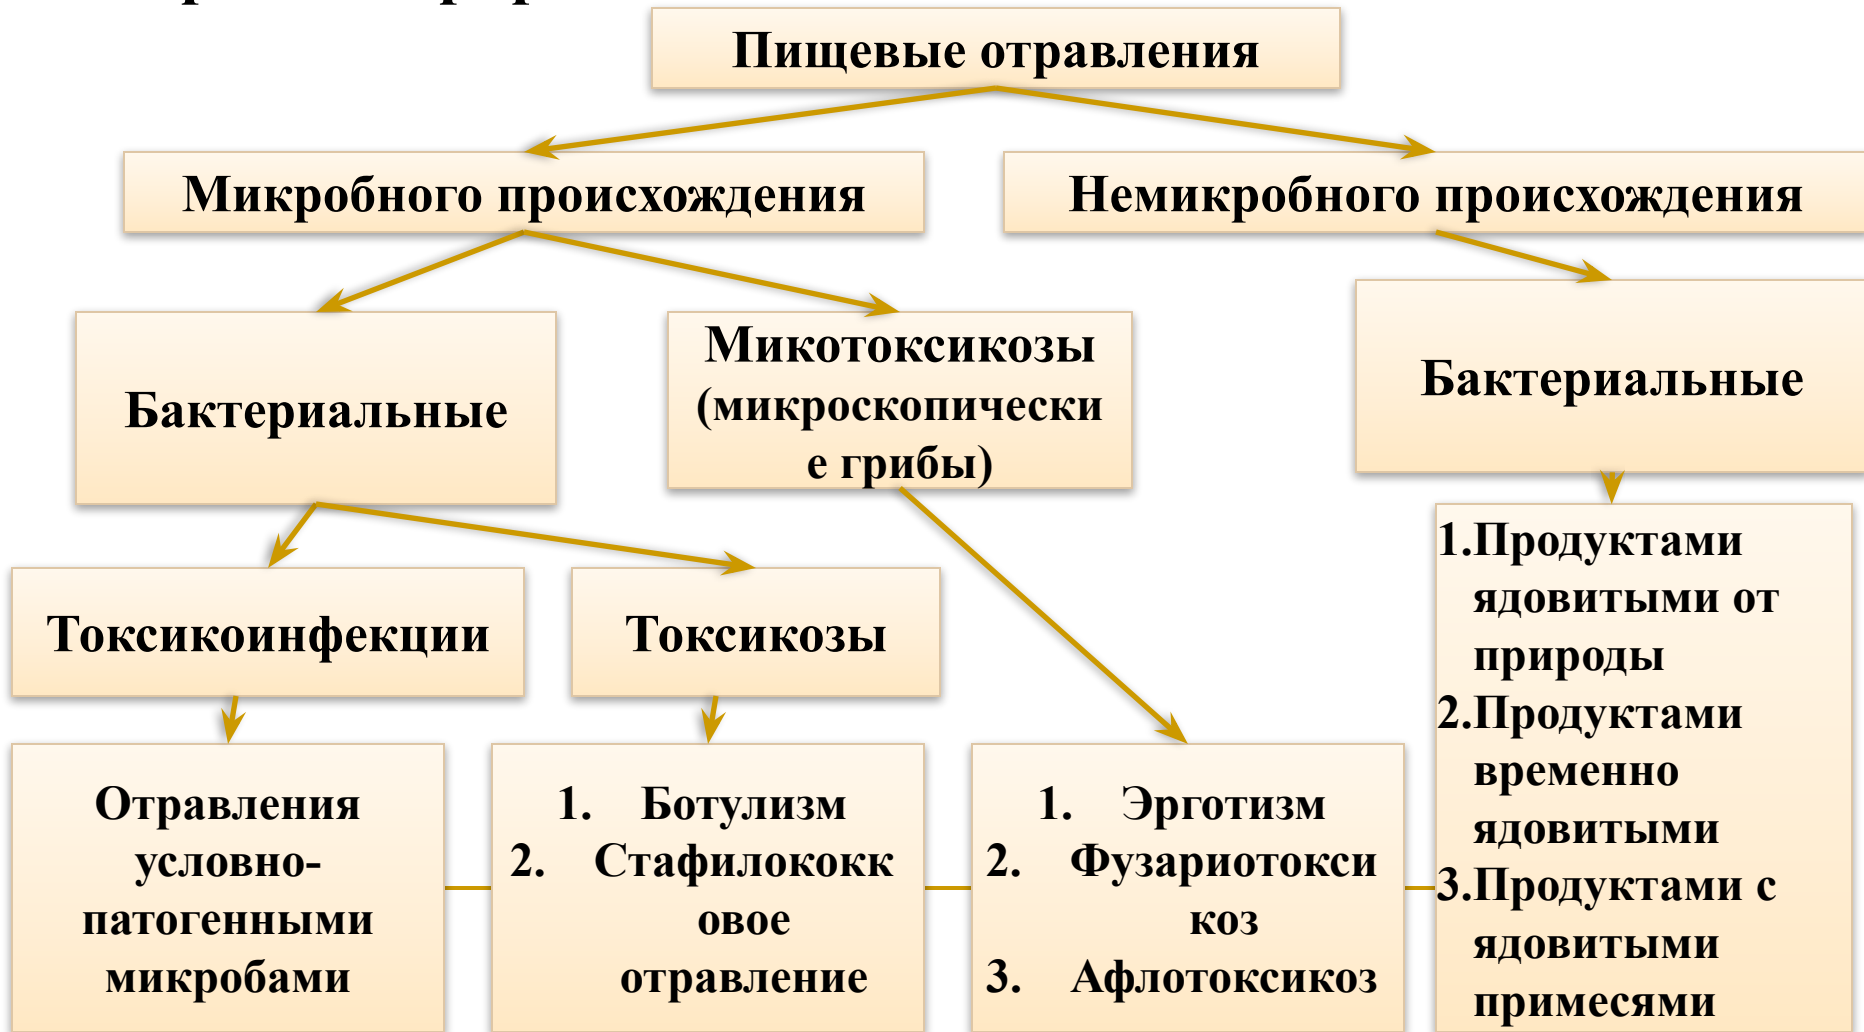 Пищевые отравления
Микробного происхождения
Немикробного происхождения
Бактериальные
Микотоксикозы
(микроскопически
е грибы)
Бактериальные
Токсикоинфекции
Токсикозы
Отравления
условно-
патогенными
микробами
1. Ботулизм
2. Стафилококк
овое
отравление
1. Эрготизм
2. Фузариотокси
коз
3. Афлотоксикоз
1.Продуктами
ядовитыми от
природы
2.Продуктами
временно
ядовитыми
3.Продуктами с
ядовитыми
примесями